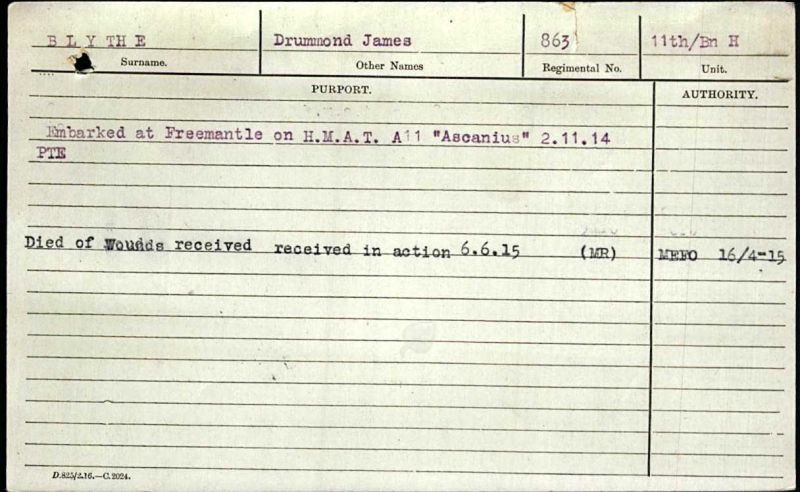 BLYTHE Drummond James 863 11th/Bn H
Surname. Other Names Regimental No. Unit.
PURPORT. AUTHORITY.
Embarked at Freemantle on H.M.A.T. A11 "Ascanius" 2.11.14
PTE
Died of Wounds received received in action 6.6.15 (MR) MEFO 16/4-15
D.825/2.16.—C.2024.